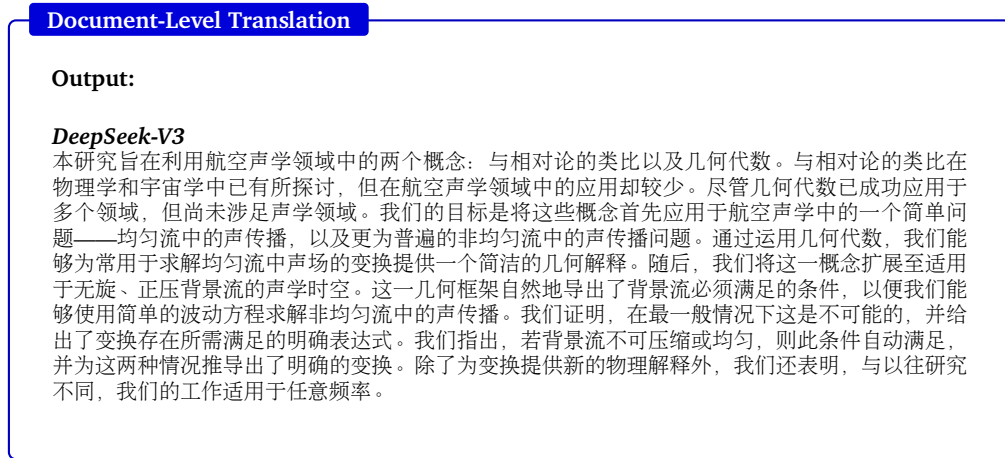 Document-Level Translation
Output:
DeepSeek-V3
本研究旨在利用航空声学领域中的两个概念：与相对论的类比以及几何代数。与相对论的类比在
物理学和宇宙学中已有所探讨，但在航空声学领域中的应用却较少。尽管几何代数已成功应用于
多个领域，但尚未涉足声学领域。我们的目标是将这些概念首先应用于航空声学中的一个简单问
题——均匀流中的声传播，以及更为普遍的非均匀流中的声传播问题。通过运用几何代数，我们能
够为常用于求解均匀流中声场的变换提供一个简洁的几何解释。随后，我们将这一概念扩展至适用
于无旋、正压背景流的声学时空。这一几何框架自然地导出了背景流必须满足的条件，以便我们能
够使用简单的波动方程求解非均匀流中的声传播。我们证明，在最一般情况下这是不可能的，并给
出了变换存在所需满足的明确表达式。我们指出，若背景流不可压缩或均匀，则此条件自动满足，
并为这两种情况推导出了明确的变换。除了为变换提供新的物理解释外，我们还表明，与以往研究
不同，我们的工作适用于任意频率。